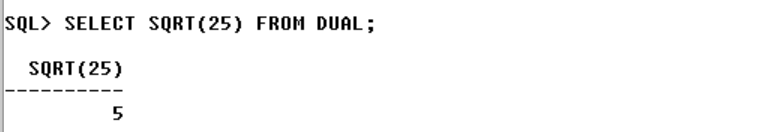 SQL> SELECT SQRT(25) FROM DUAL;
SQRT(25)
----------
5